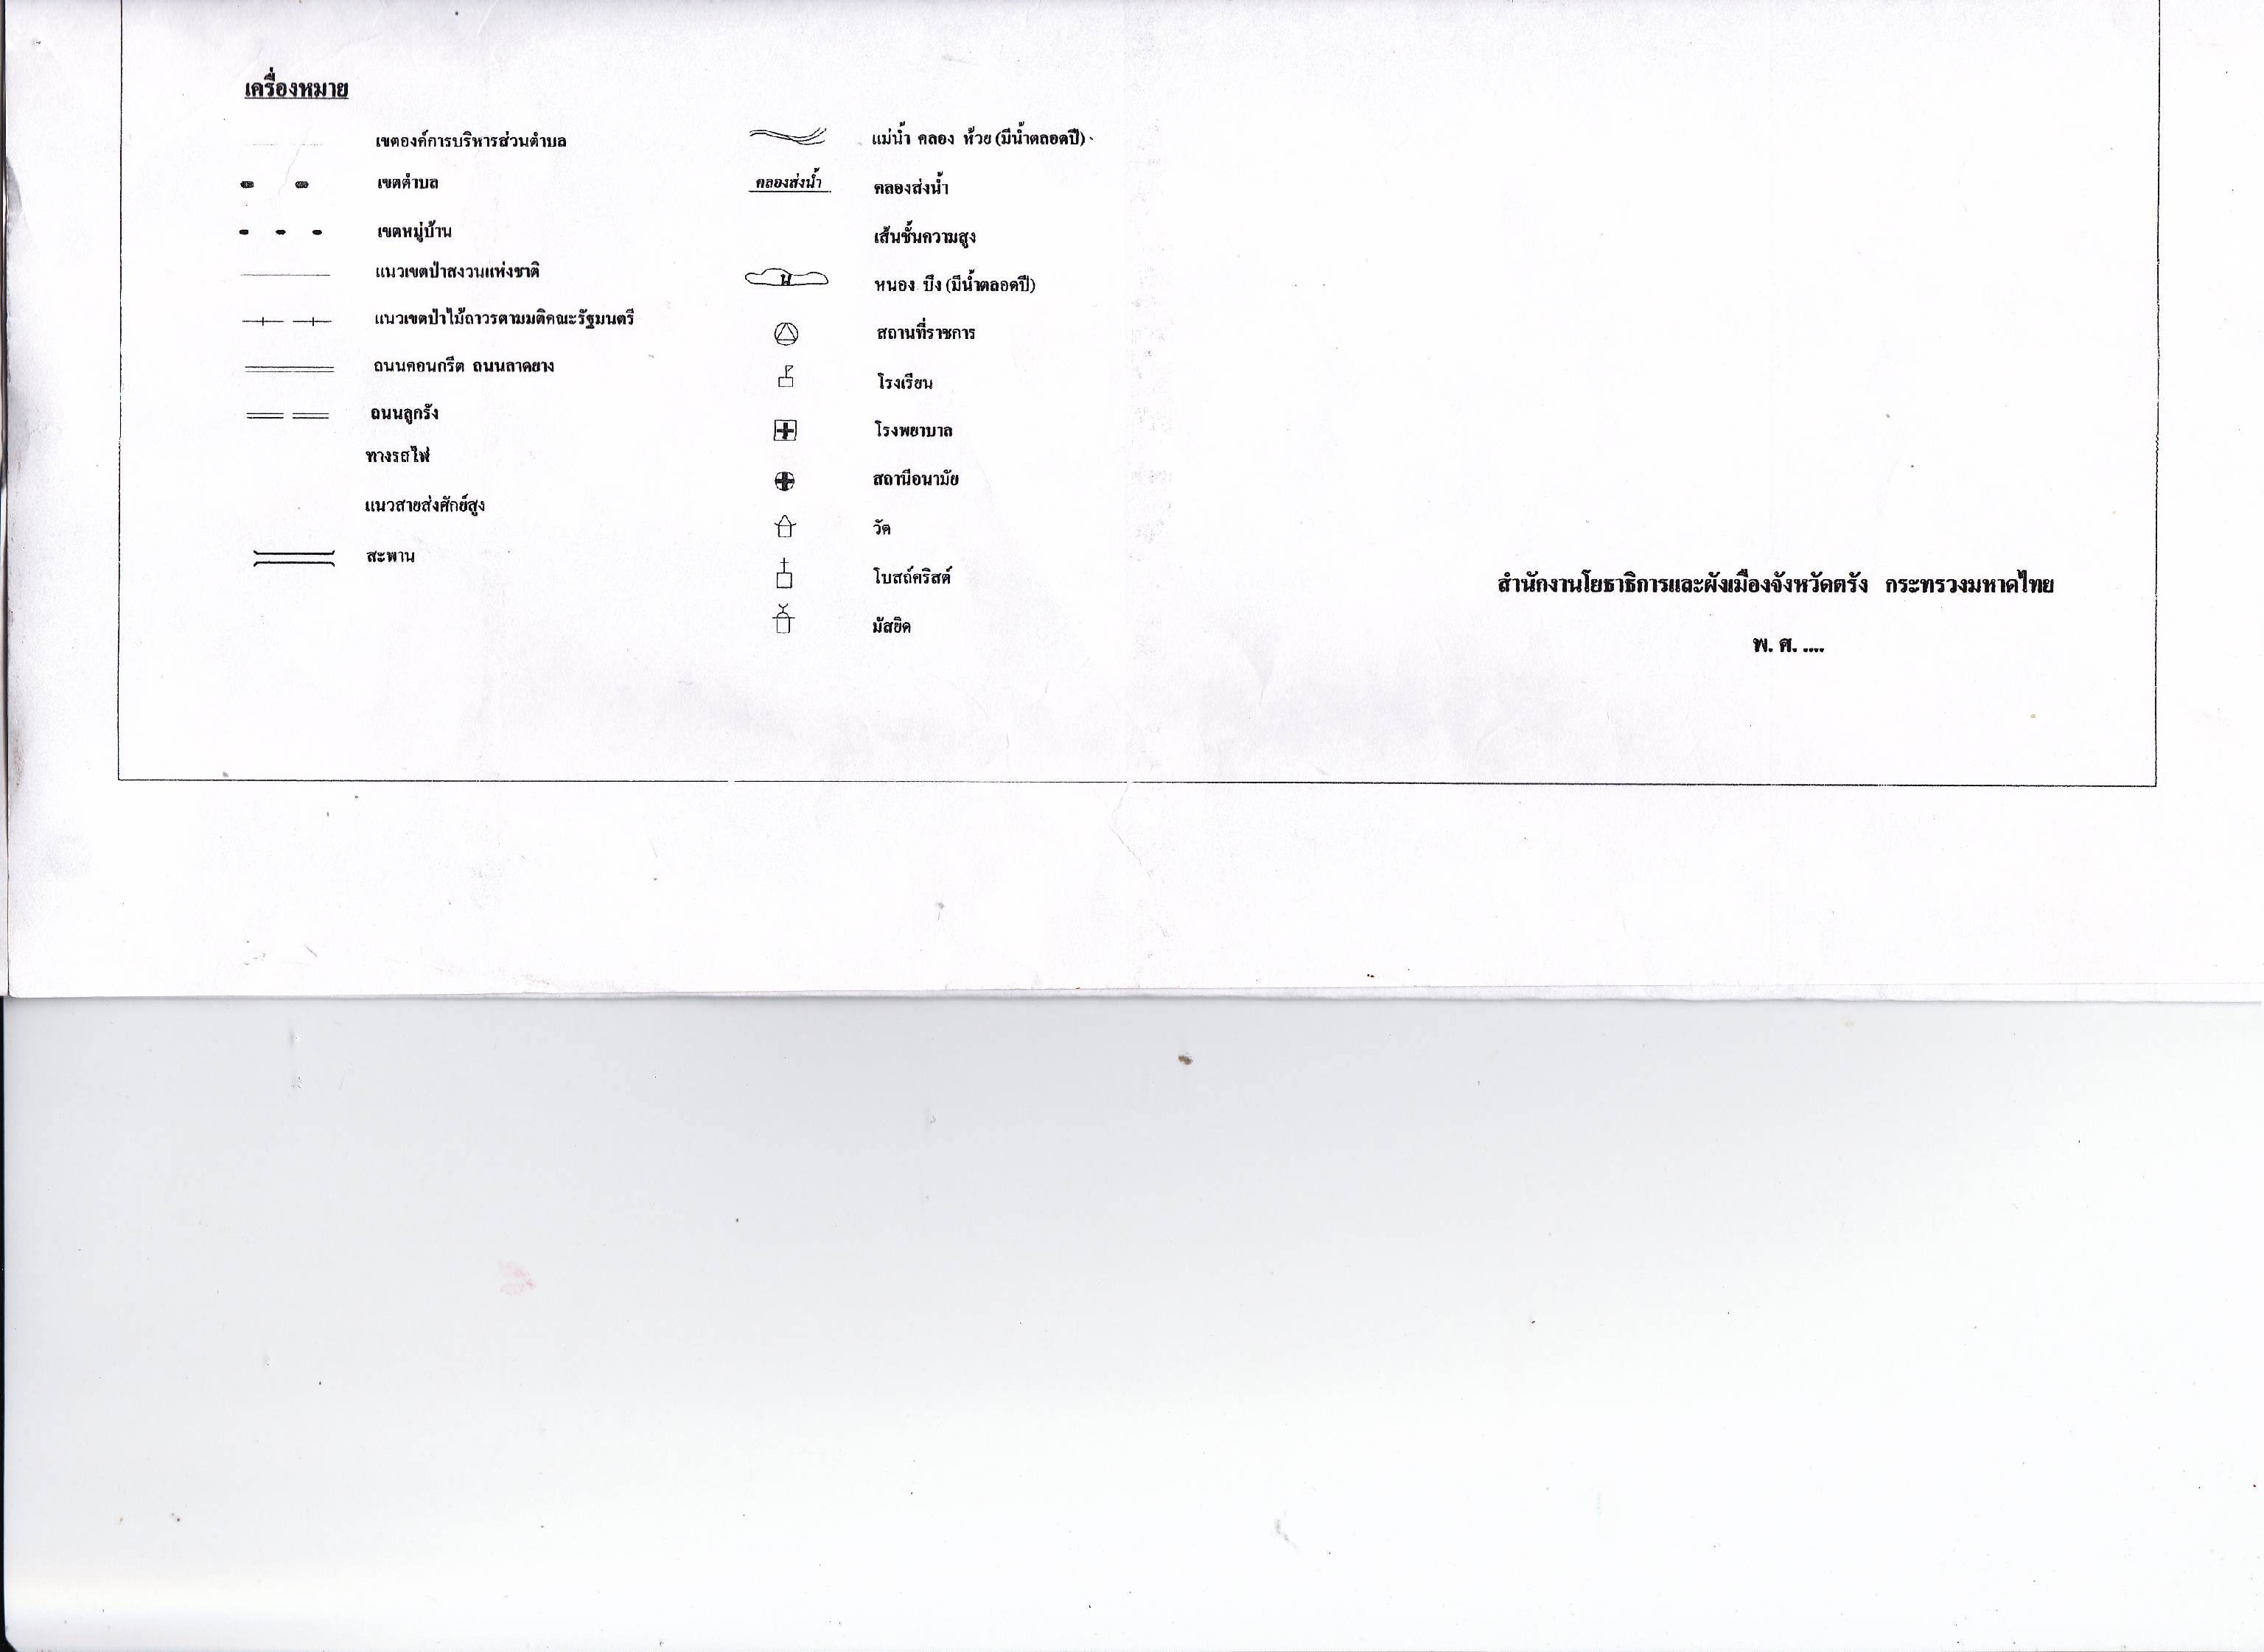 เครื่องหมาย
เขตองค์การบริหารส่วนตำบล
เขตตำบล
เขตหมู่บ้าน
แนวเขตป่าสงวนแห่งชาติ
แนวเขตป่าไม้ถาวรตามมติคณะรัฐมนตรี
ถนนคอนกรีต ถนนลาดยาง
ถนนลูกรัง
ทางรถไฟ
แนวสายส่งศักย์สูง
สะพาน
แม่น้ำ คลอง ห้วย (มีน้ำตลอดปี)
คลองส่งน้ำ คลองส่งน้ำ
เส้นชั้นความสูง
น หนอง บึง (มีน้ำตลอดปี)
สถานที่ราชการ
โรงเรียน
โรงพยาบาล
สถานีอนามัย
วัด
โบสถ์คริสต์
มัสยิด
สำนักงานโยธาธิการและผังเมืองจังหวัดตรัง กระทรวงมหาดไทย
พ. ศ. ....